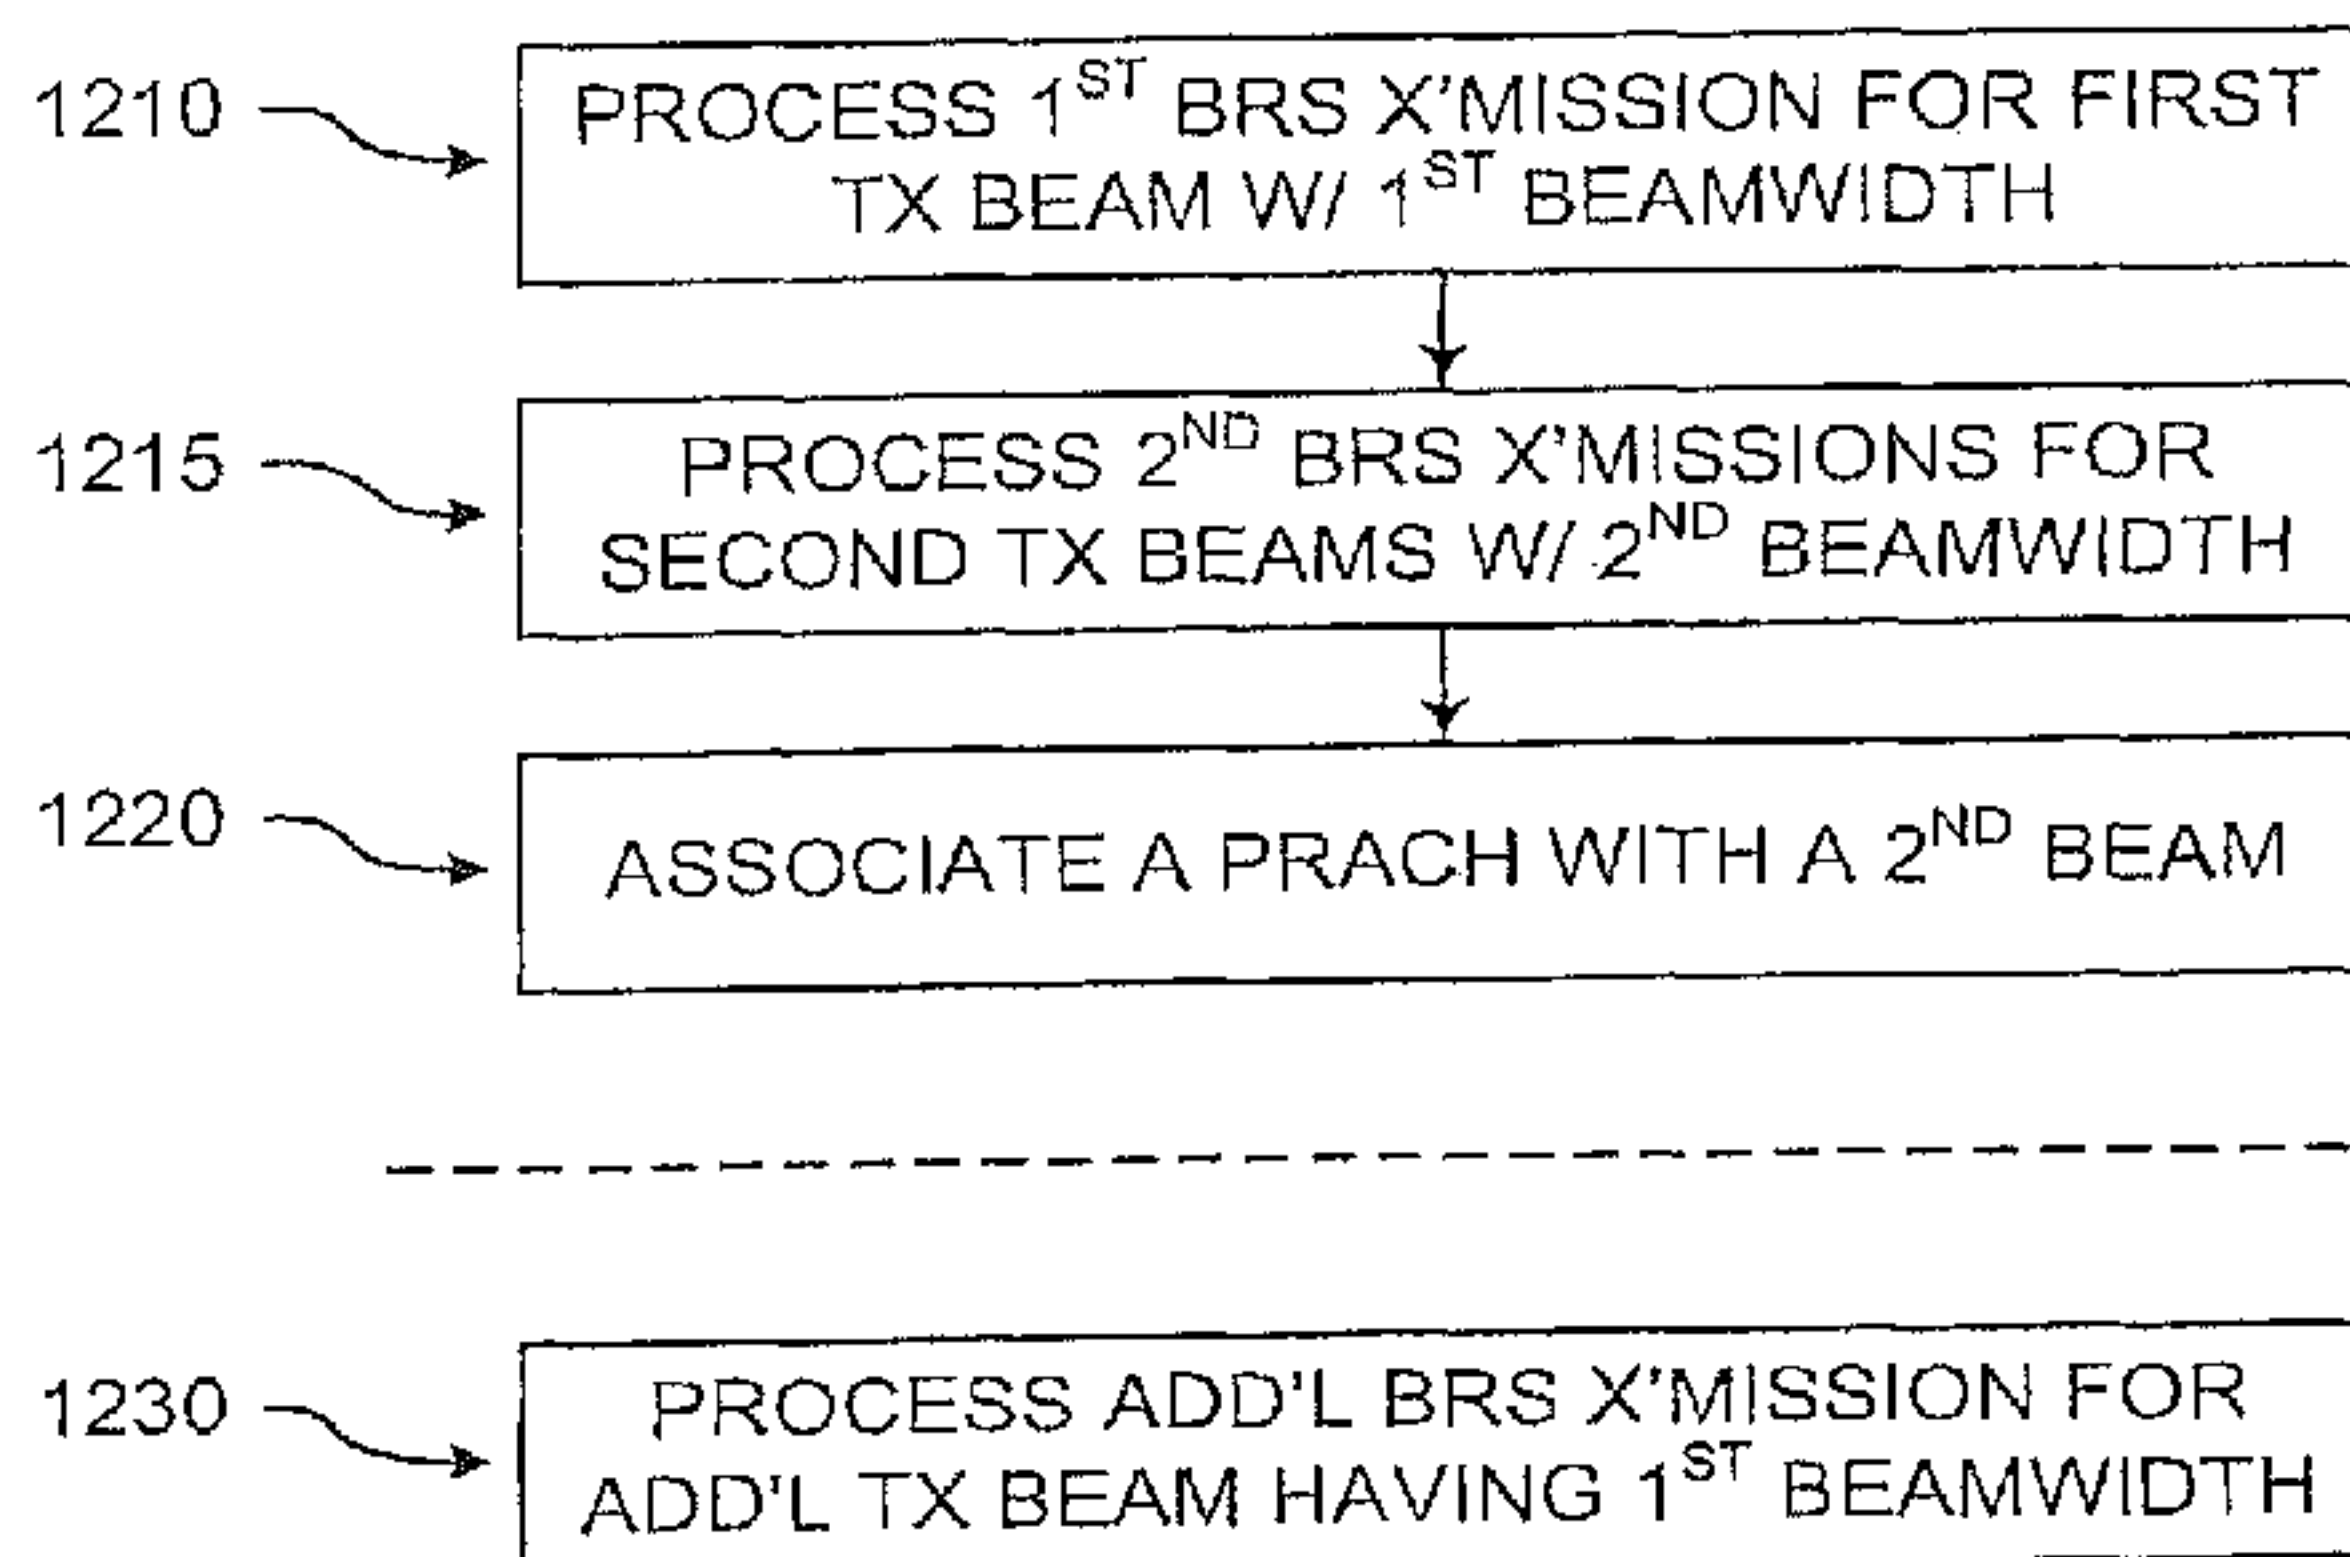 1210
PROCESS 1ST BRS X'MISSION FOR FIRST
TX BEAM W/ 1ST BEAMWIDTH
1215
PROCESS 2ND BRS X'MISSIONS FOR
SECOND TX BEAMS W/ 2ND BEAMWIDTH
1220
ASSOCIATE A PRACH WITH A 2ND BEAM
1230
PROCESS ADD'L BRS X'MISSION FOR
ADD'L TX BEAM HAVING 1ST BEAMWIDTH